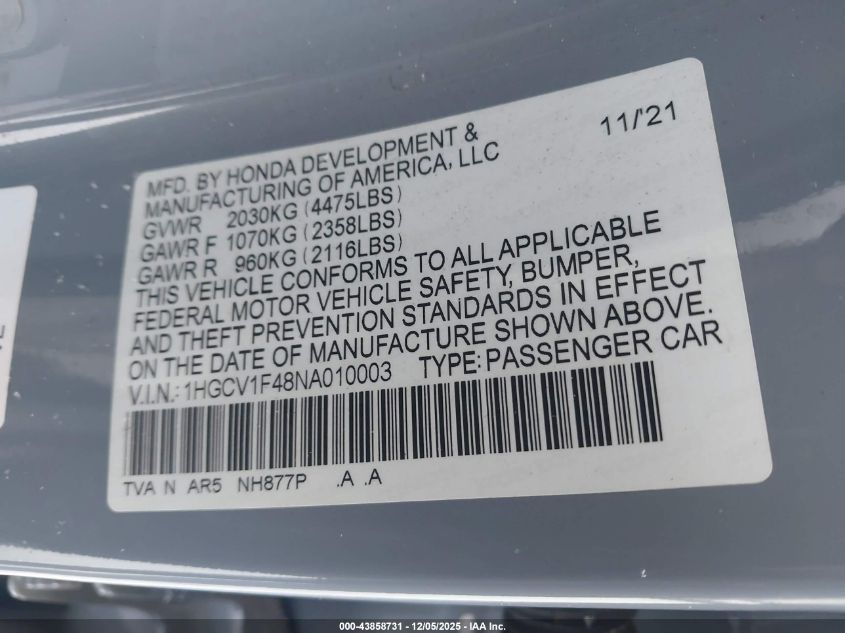 11/'21
MFD. BY HONDA DEVELOPMENT &
MANUFACTURING OF AMERICA, LLC
GVWR 2030KG (4475LBS)
GAWR F 1070KG (2358LBS)
GAWR R 960KG (2116LBS)
THIS VEHICLE CONFORMS TO ALL APPLICABLE
FEDERAL MOTOR VEHICLE SAFETY, BUMPER,
AND THEFT PREVENTION STANDARDS IN EFFECT
ON THE DATE OF MANUFACTURE SHOWN ABOVE.
V.I.N.: 1HGCV1F48NA010003 TYPE: PASSENGER CAR
TVA N AR5 NH877P .A .A
000-43858731 - 12/05/2025 - IAA Inc.